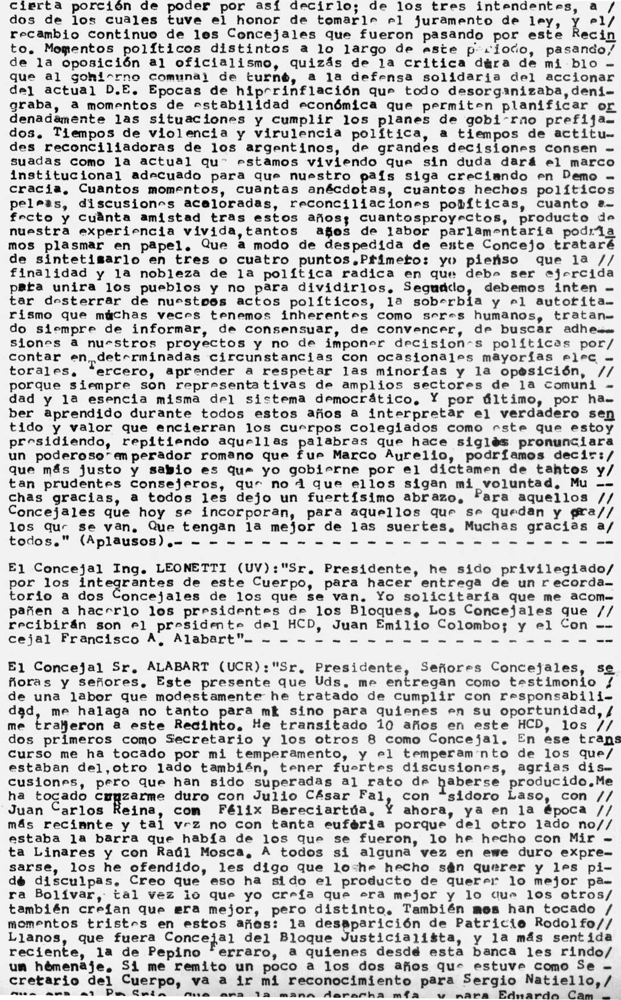 cierta porción de poder por así decirlo; de los tres intendentes, a /
dos de los cuales tuve el honor de tomarle el juramento de ley, y el/
recambio continuo de los Concejales que fueron pasando por este Recin
to. Momentos políticos distintos a lo largo de este período, pasando/
de la oposición al oficialismo, quizás de la critica dura de mi blo -
que al gobierno comunal de turno, a la defensa solidaria del accionar
del actual D.E. Epocas de hiperinflación que todo desorganizaba,deni-
graba, a momentos de estabilidad económica que permiten planificar or
denadamente las situaciones y cumplir los planes de gobierno prefija-
dos. Tiempos de violencia y virulencia política, a tiempos de actitu-
des reconciliadoras de los argentinos, de grandes decisiones consen -
suadas como la actual que estamos viviendo que sin duda dará el marco
institucional adecuado para que nuestro país siga creciendo en Demo -
cracia. Cuantos momentos, cuantas anécdotas, cuantos hechos políticos
peleas, discusiones acaloradas, reconciliaciones políticas, cuanto a-
fecto y cuanta amistad tras estos años; cuantosproyectos, producto de
nuestra experiencia vivida,tantos años de labor parlamentaria podría
mos plasmar en papel. Que a modo de despedida de este Concejo trataré
de sintetizarlo en tres o cuatro puntos.Primero: yo pienso que la //
finalidad y la nobleza de la política radica en que debe ser ejercida
para unira los pueblos y no para dividirlos. Segundo, debemos inten -
tar desterrar de nuestros actos políticos, la soberbia y el autorita-
rismo que muchas veces tenemos inherentes como seres humanos, tratan-
do siempre de informar, de consensuar, de convencer, de buscar adhe--
siones a nuestros proyectos y no de imponer decisiones políticas por/
contar en determinadas circunstancias con ocasionales mayorías elec -
torales. Tercero, aprender a respetar las minorías y la oposición, //
porque siempre son representativas de amplios sectores de la comuni -
dad y la esencia misma del sistema democrático. Y por último, por ha-
ber aprendido durante todos estos años a interpretar el verdadero sen
tido y valor que encierran los cuerpos colegiados como este que estoy
presidiendo, repitiendo aquellas palabras que hace siglos pronunciara
un poderoso emperador romano que fue Marco Aurelio, podríamos decir:/
que más justo y sabio es que yo gobierne por el dictamen de tantos y/
tan prudentes consejeros, que no a que ellos sigan mi voluntad. Mu --
chas gracias, a todos les dejo un fuertísimo abrazo. Para aquellos //
Concejales que hoy se incorporan, para aquellos que se quedan y pra//
los que se van. Que tengan la mejor de las suertes. Muchas gracias a/
todos." (Aplausos).- - - - - - - - - - - - - - - - - - - - - - - - --
El Concejal Ing. LEONETTI (UV):"Sr. Presidente, he sido privilegiado/
por los integrantes de este Cuerpo, para hacer entrega de un recorda-
torio a dos Concejales de los que se van. Yo solicitaría que me acom-
pañen a hacerlo los presidentes de los Bloques. Los Concejales que //
recibirán son el presidente del HCD, Juan Emilio Colombo; y el Con --
cejal Francisco A. Alabart"- - - - - - - - - - - - - - - - - - - - --
El Concejal Sr. ALABART (UCR):"Sr. Presidente, Señores Concejales, se
ñoras y señores. Este presente que Uds. me entregan como testimonio /
de una labor que modestamente he tratado de cumplir con responsabili-
dad, me halaga no tanto para mí sino para quienes en su oportunidad,/
me trajeron a este Recinto. He transitado 10 años en este HCD, los //
dos primeros como Secretario y los otros 8 como Concejal. En ese trans
curso me ha tocado por mi temperamento, y el temperamento de los que/
estaban del,otro lado también, tener fuertes discusiones, agrias dis-
cusiones, pero que han sido superadas al rato de haberse producido.Me
ha tocado cruzarme duro con Julio César Fal, con Isidoro Laso, con //
Juan Carlos Reina, con Félix Bereciartúa. Y ahora, ya en la época //
más reciente y tal vez no con tanta euforia porque del otro lado no//
estaba la barra que había de los que se fueron, lo he hecho con Mir -
ta Linares y con Raúl Mosca. A todos si alguna vez en ese duro expre-
sarse, los he ofendido, les digo que lo he hecho sin querer y les pi-
do disculpas. Creo que eso ha sido el producto de querer lo mejor pa-
ra Bolívar, tal vez lo que yo creía que era mejor y lo que los otros/
también creían que era mejor, pero distinto. También nos han tocado /
momentos tristes en estos años: la desaparición de Patricio Rodolfo//
Llanos, que fuera Concejal del Bloque Justicialista, y la más sentida
reciente, la de Pepino Ferraro, a quienes desde esta banca les rindo/
un homenaje. Si me remito un poco a los dos años que estuve como Se -
cretario del Cuerpo, va a ir mi reconocimiento para Sergio Natiello,/
que era el Pro Srio. que era la mano derecha mía, y para Eduardo Cam -